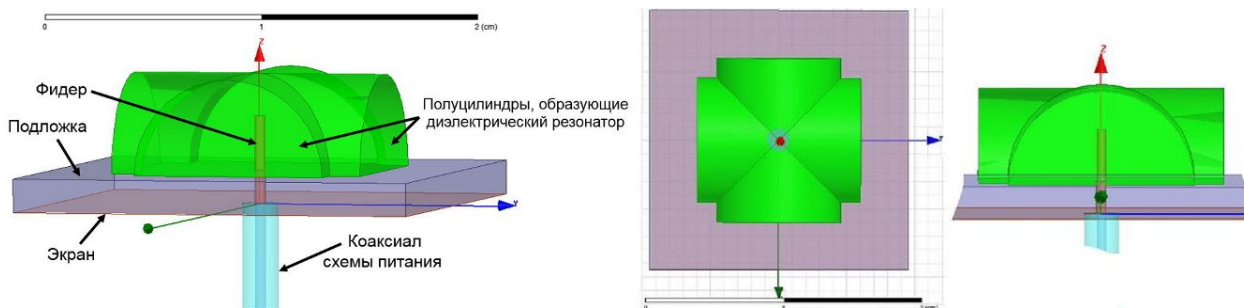 0 1 2 (cm)
Z
Фидер
Полуцилиндры, образующие
диэлектрический резонатор
Подложка
Y
Экран
Коаксиал
схемы питания
Z